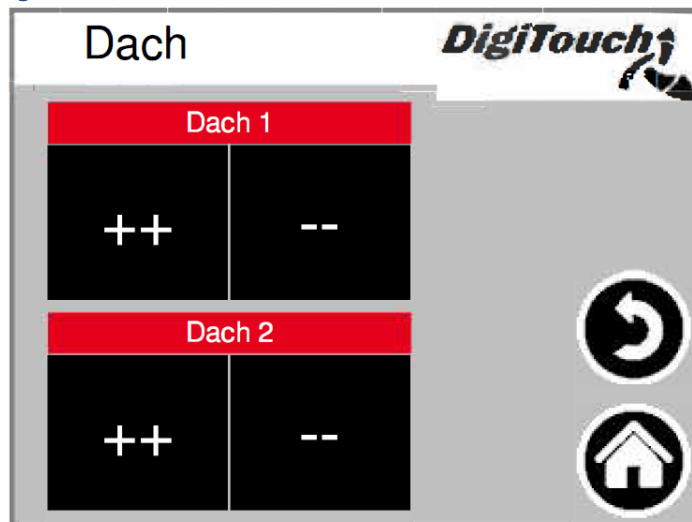 Dach
DigiTouch
Dach 1
++ --
Dach 2
++ --